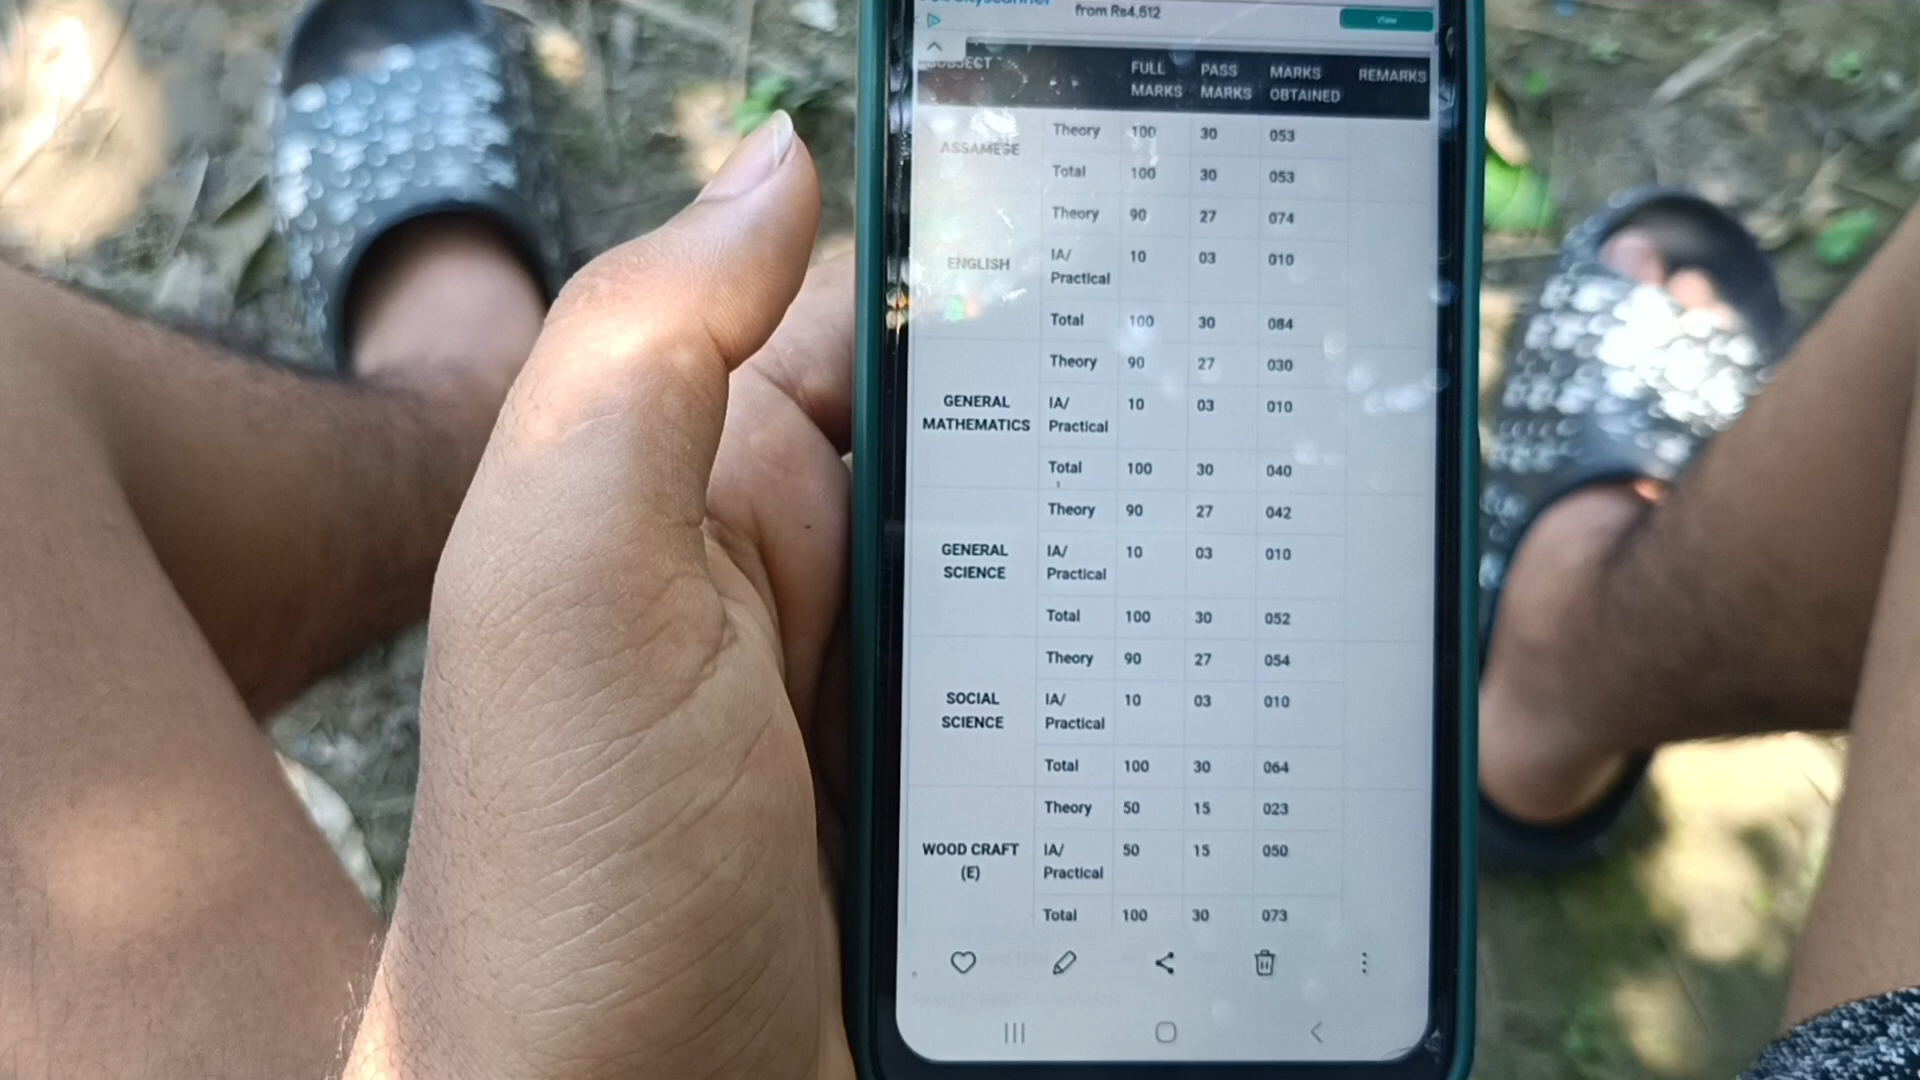 from Rs4,512
View
SUBJECT FULL MARKS PASS MARKS MARKS OBTAINED REMARKS
ASSAMESE
Theory 100 30 053
Total 100 30 053
ENGLISH
Theory 90 27 074
IA/ Practical 10 03 010
Total 100 30 084
GENERAL MATHEMATICS
Theory 90 27 030
IA/ Practical 10 03 010
Total 100 30 040
GENERAL SCIENCE
Theory 90 27 042
IA/ Practical 10 03 010
Total 100 30 052
SOCIAL SCIENCE
Theory 90 27 054
IA/ Practical 10 03 010
Total 100 30 064
WOOD CRAFT (E)
Theory 50 15 023
IA/ Practical 50 15 050
Total 100 30 073